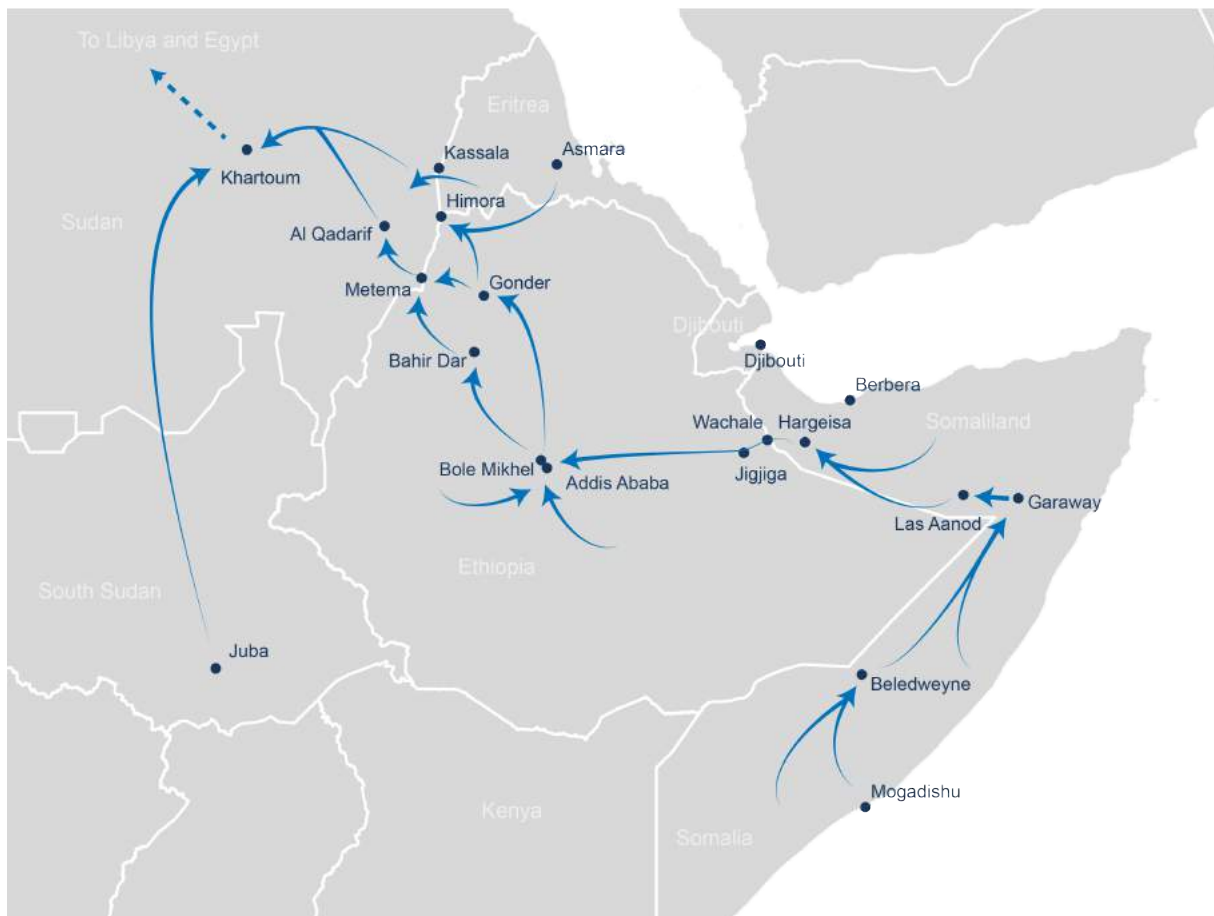 To Libya and Egypt
Eritrea
Kassala
Asmara
Khartoum
Himora
Sudan
Al Qadarif
Metema
Gonder
Djibouti
Djibouti
Bahir Dar
Berbera
Wachale
Hargeisa
Somaliland
Bole Mikhel
Addis Ababa
Jigjiga
Las Aanod
Garaway
Ethiopia
South Sudan
Juba
Beledweyne
Mogadishu
Kenya
Somalia